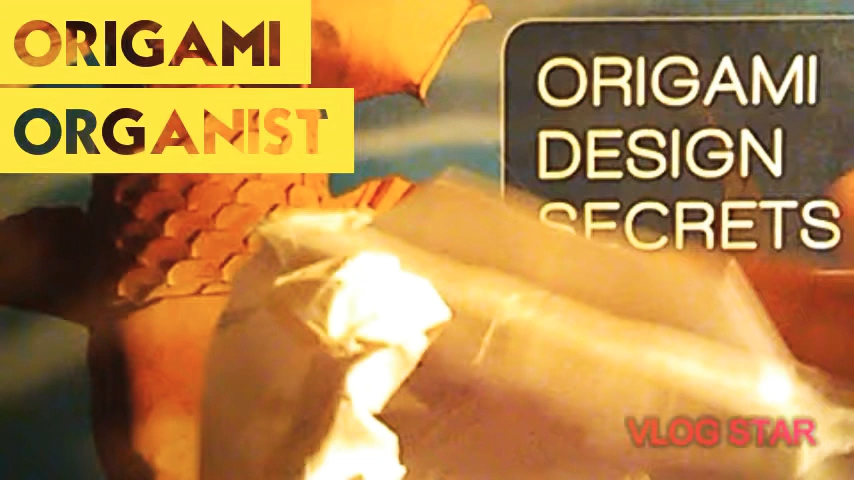 ORIGAMI
ORGANIST
ORIGAMI
DESIGN
SECRETS
VLOG STAR